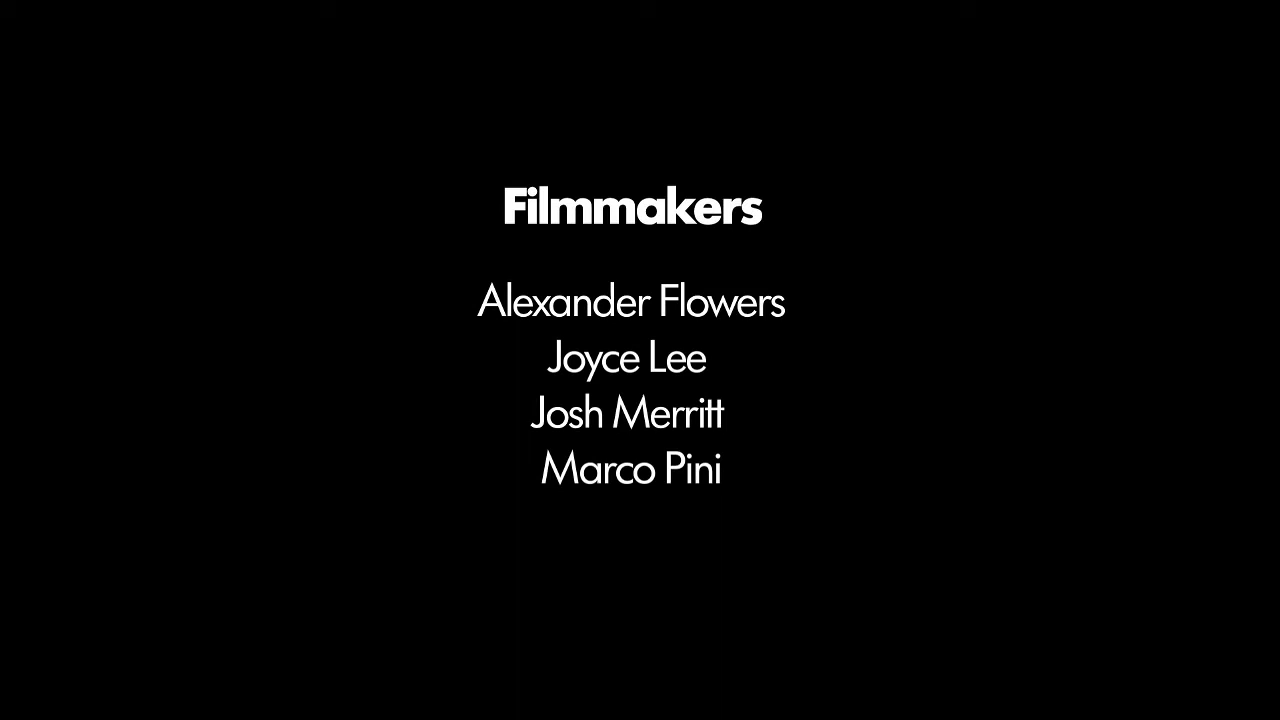 Filmmakers
Alexander Flowers
Joyce Lee
Josh Merritt
Marco Pini